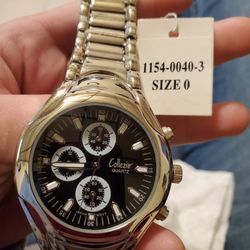 1154-0040-3
SIZE 0
Collezio
QUARTZ